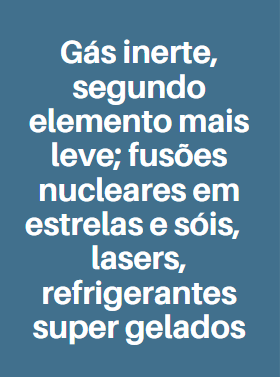 Gás inerte,
segundo
elemento mais
leve; fusões
nucleares em
estrelas e sóis,
lasers,
refrigerantes
super gelados